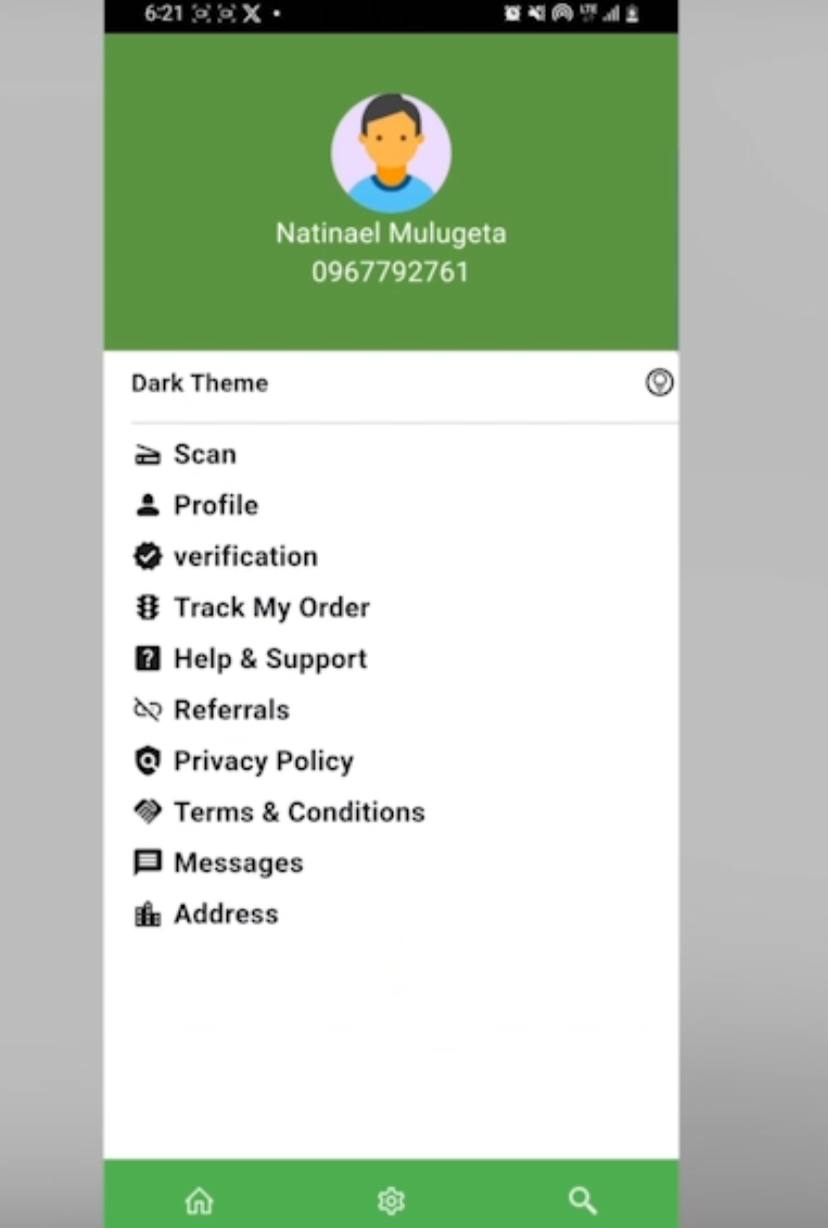 6:21
LTE
Natinael Mulugeta
0967792761
Dark Theme
Scan
Profile
verification
Track My Order
Help & Support
Referrals
Privacy Policy
Terms & Conditions
Messages
Address